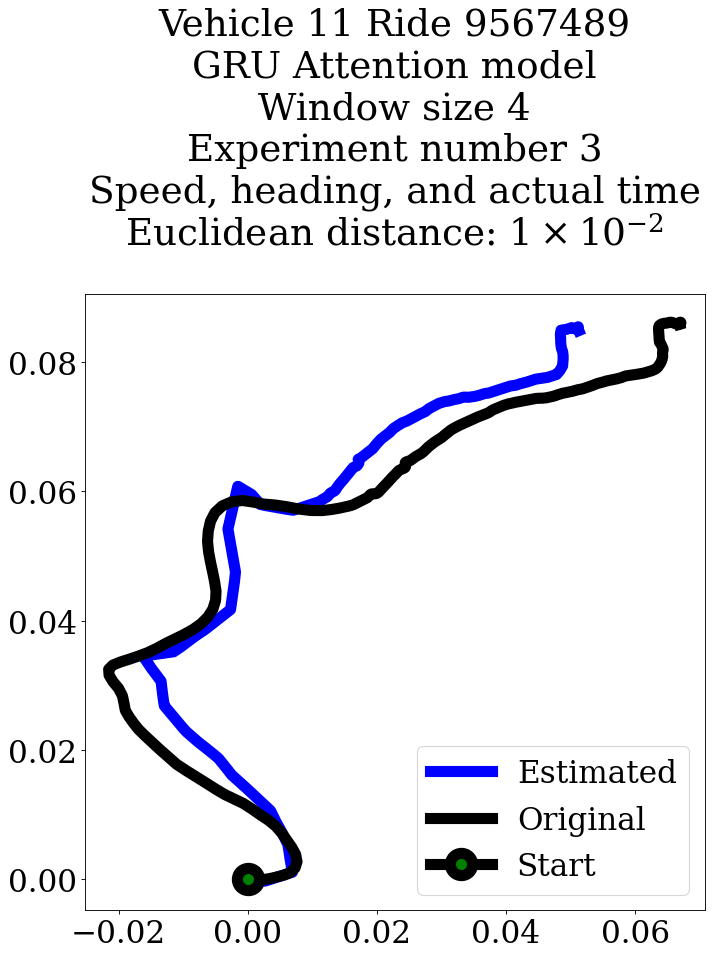 Vehicle 11 Ride 9567489
GRU Attention model
Window size 4
Experiment number 3
Speed, heading, and actual time
Euclidean distance: 1 × 10⁻²
0.08
0.06
0.04
0.02
0.00
Estimated
Original
Start
−0.02 0.00 0.02 0.04 0.06